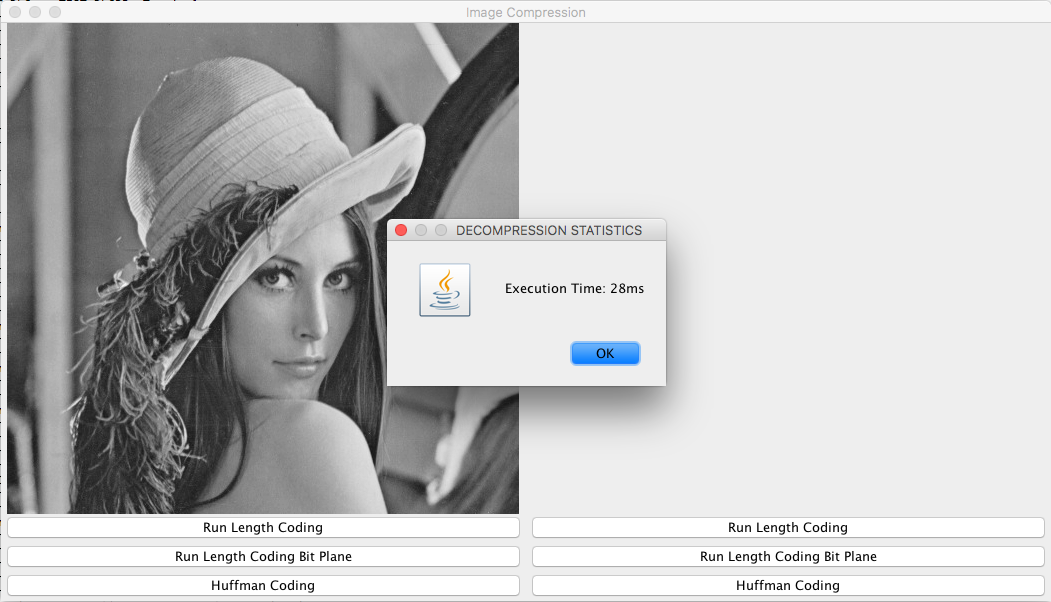 Image Compression
DECOMPRESSION STATISTICS
Execution Time: 28ms
OK
Run Length Coding
Run Length Coding
Run Length Coding Bit Plane
Run Length Coding Bit Plane
Huffman Coding
Huffman Coding